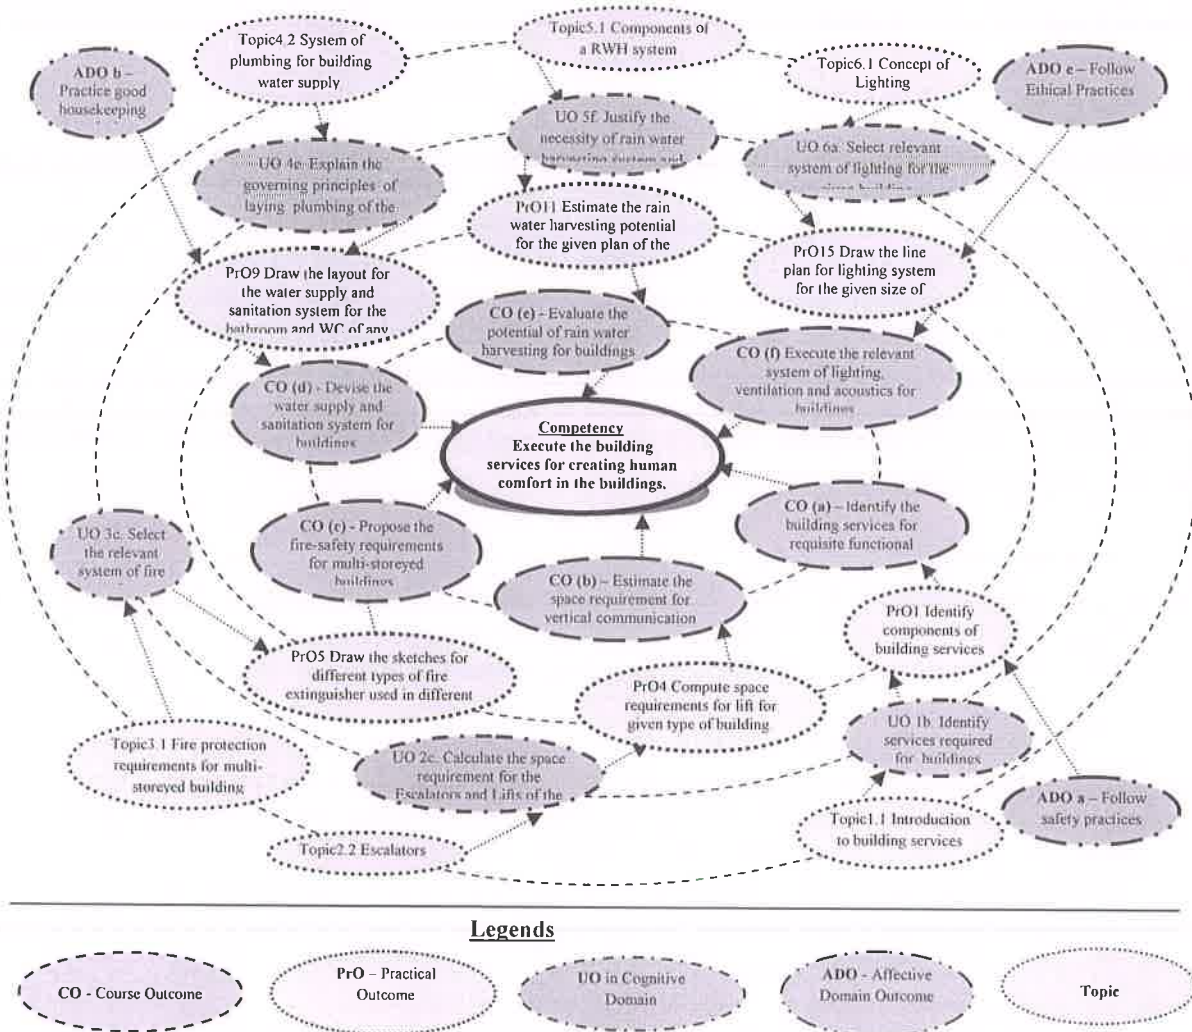 Topic4.2 System of
plumbing for building
water supply
Topic5.1 Components of
a RWH system
Topic6.1 Concept of
Lighting
ADO b –
Practice good
housekeeping
ADO e – Follow
Ethical Practices
UO 4e. Explain the
governing principles of
laying plumbing of the
UO 5f. Justify the
necessity of rain water
harvesting system and
UO 6a. Select relevant
system of lighting for the
given building
PrO11 Estimate the rain
water harvesting potential
for the given plan of the
PrO9 Draw the layout for
the water supply and
sanitation system for the
bathroom and WC of any
PrO15 Draw the line
plan for lighting system
for the given size of
CO (e) - Evaluate the
potential of rain water
harvesting for buildings
CO (d) - Devise the
water supply and
sanitation system for
buildings
CO (f) Execute the relevant
system of lighting,
ventilation and acoustics for
buildings
Competency
Execute the building
services for creating human
comfort in the buildings.
CO (c) - Propose the
fire-safety requirements
for multi-storeyed
buildings
CO (a) – Identify the
building services for
requisite functional
CO (b) – Estimate the
space requirement for
vertical communication
UO 3c. Select
the relevant
system of fire
PrO1 Identify
components of
building services
PrO5 Draw the sketches for
different types of fire
extinguisher used in different
PrO4 Compute space
requirements for lift for
given type of building
UO 1b. Identify
services required
for buildings
Topic3.1 Fire protection
requirements for multi-
storeyed building
UO 2c. Calculate the space
requirement for the
Escalators and Lifts of the
Topic2.2 Escalators
Topic1.1 Introduction
to building services
ADO a – Follow
safety practices
Legends
CO - Course Outcome
PrO – Practical
Outcome
UO in Cognitive
Domain
ADO - Affective
Domain Outcome
Topic